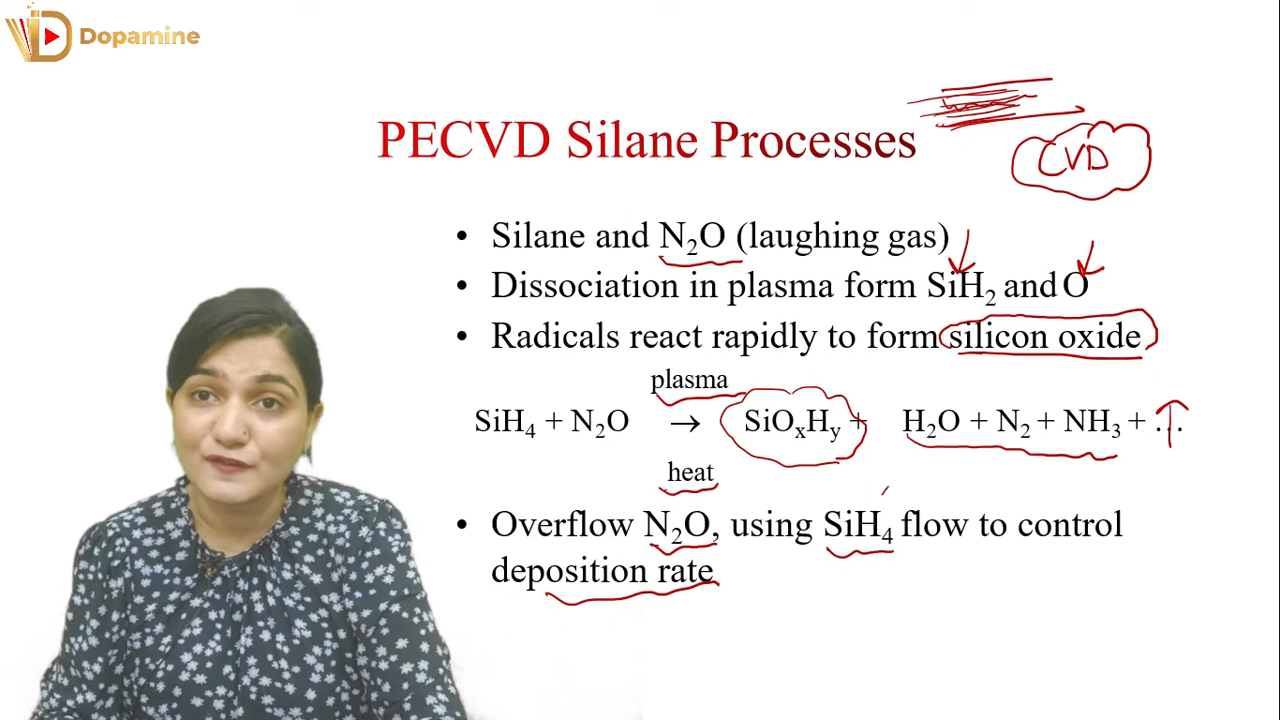 Dopamine
PECVD Silane Processes
CVD
• Silane and N₂O (laughing gas)
• Dissociation in plasma form SiH₂ and O
• Radicals react rapidly to form silicon oxide
plasma
SiH₄ + N₂O → SiOₓHᵧ + H₂O + N₂ + NH₃ + …
heat
• Overflow N₂O, using SiH₄ flow to control
deposition rate